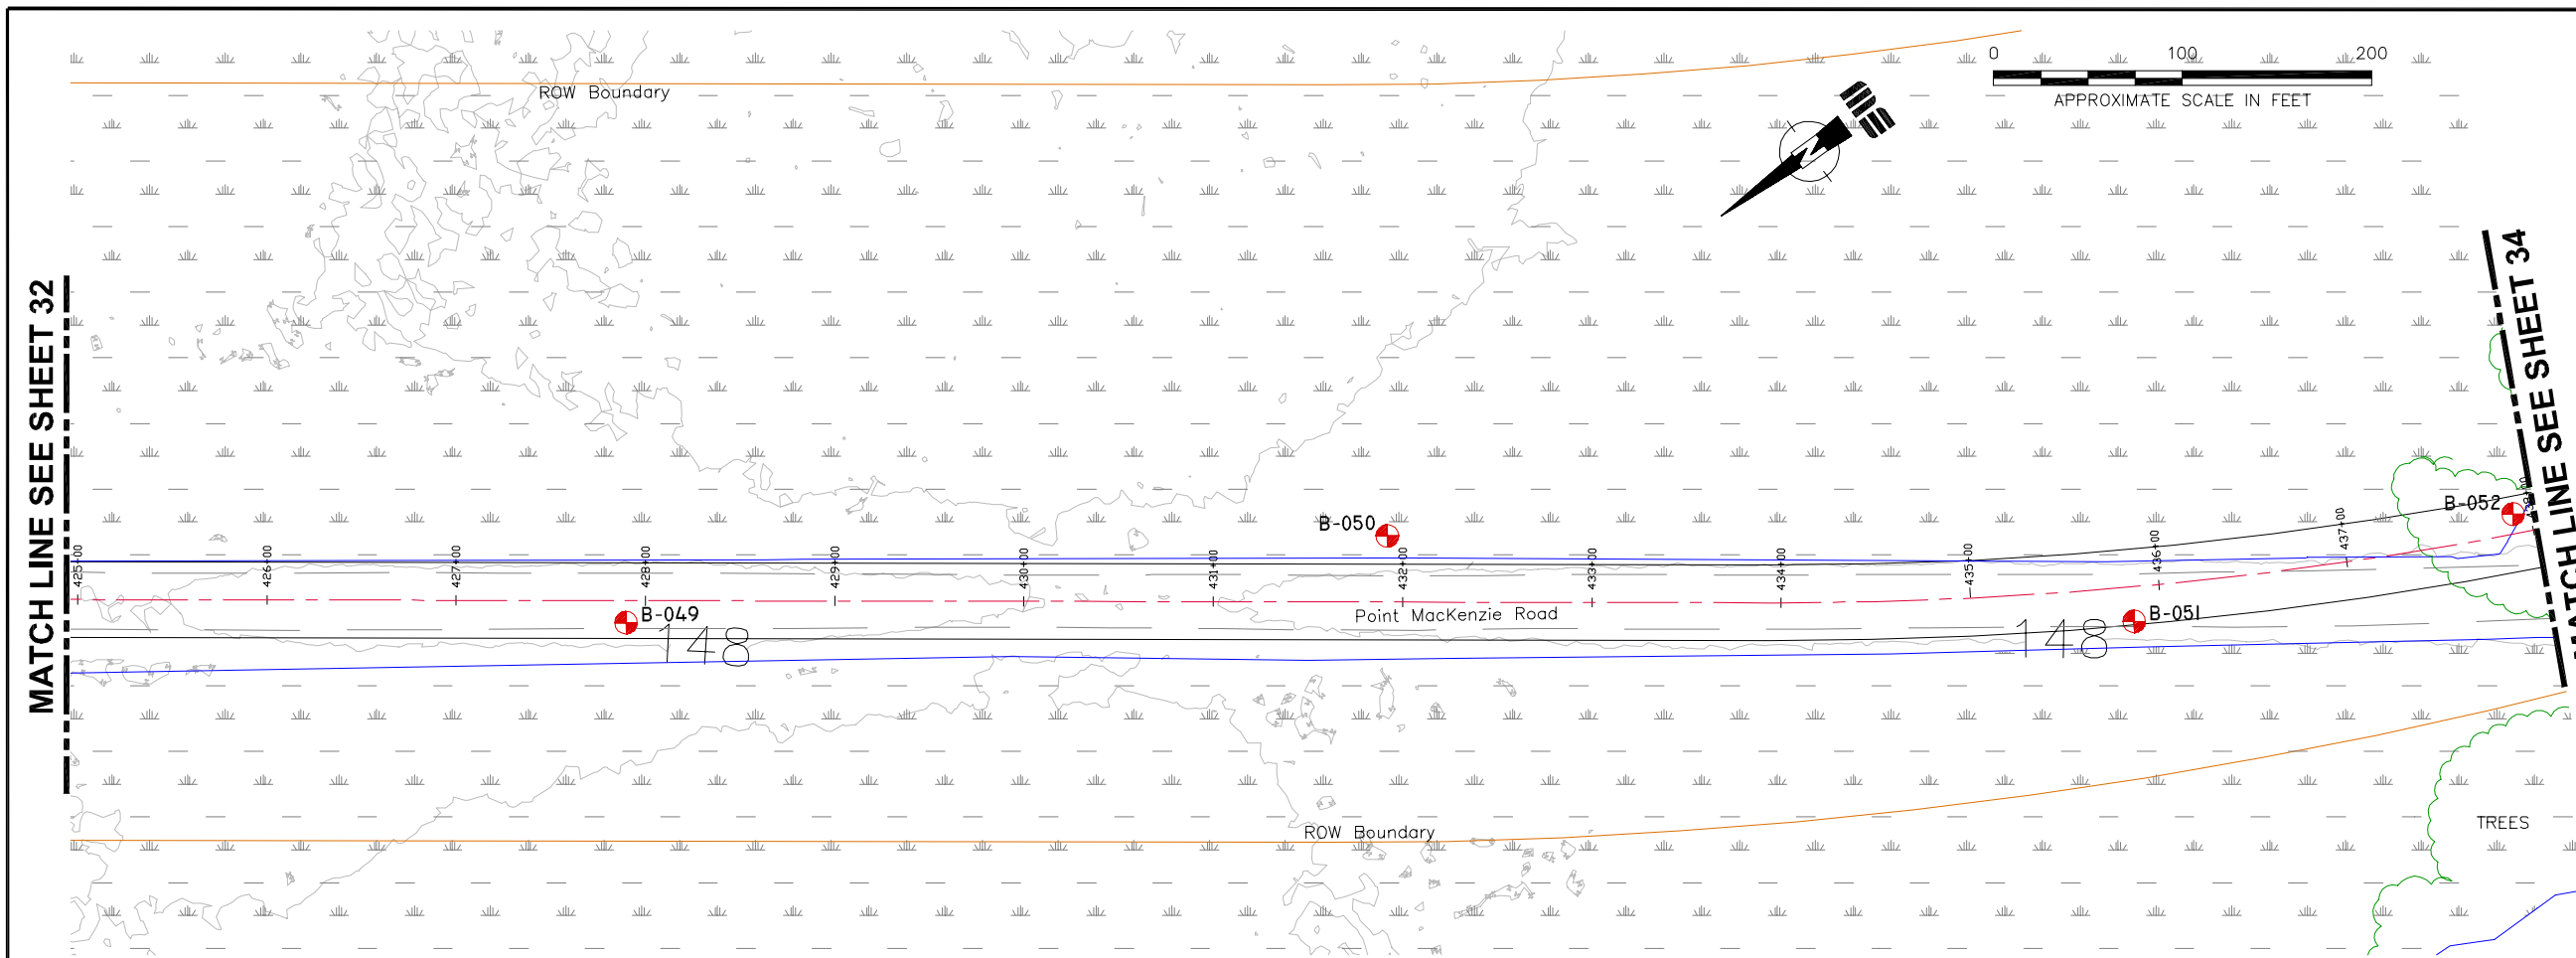 0 100 200
APPROXIMATE SCALE IN FEET
ROW Boundary
N
MATCH LINE SEE SHEET 32
MATCH LINE SEE SHEET 34
B-052
B-050
425+00
426+00
427+00
428+00
429+00
430+00
431+00
432+00
433+00
434+00
435+00
436+00
437+00
B-049
Point MacKenzie Road
B-051
148
148
ROW Boundary
TREES